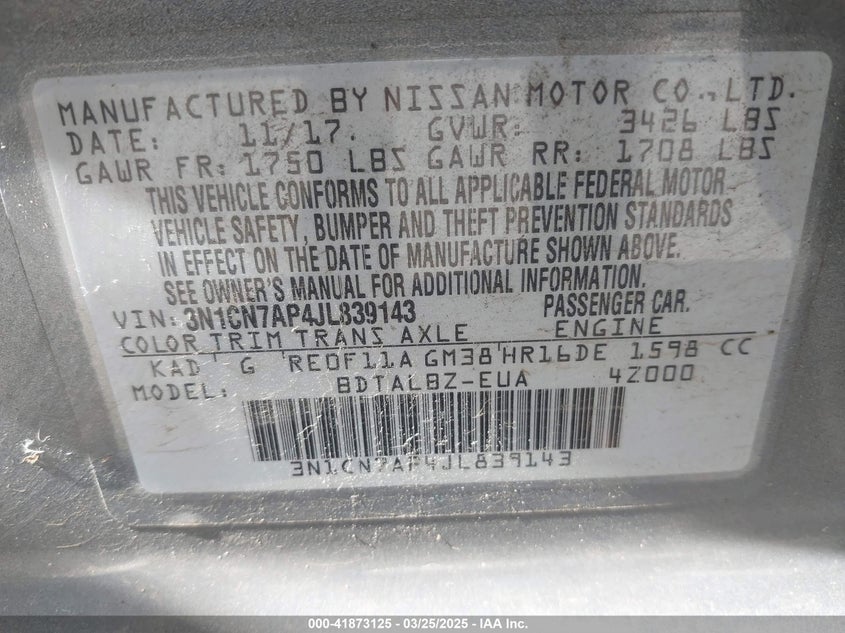 MANUFACTURED BY NISSAN MOTOR CO., LTD.
DATE: 11/17. GVWR: 3426 LBS
GAWR FR: 1750 LBS GAWR RR: 1708 LBS
THIS VEHICLE CONFORMS TO ALL APPLICABLE FEDERAL MOTOR
VEHICLE SAFETY, BUMPER AND THEFT PREVENTION STANDARDS
IN EFFECT ON THE DATE OF MANUFACTURE SHOWN ABOVE.
SEE OWNER'S MANUAL FOR ADDITIONAL INFORMATION.
VIN: 3N1CN7AP4JL839143 PASSENGER CAR.
COLOR TRIM TRANS AXLE ENGINE
KAD G RE0F11A GM38 HR16DE 1598 CC
MODEL: BDTALBZ-EUA 4Z000
3N1CN7AP4JL839143
000-41873125 | 03/25/2025 - IAA Inc.